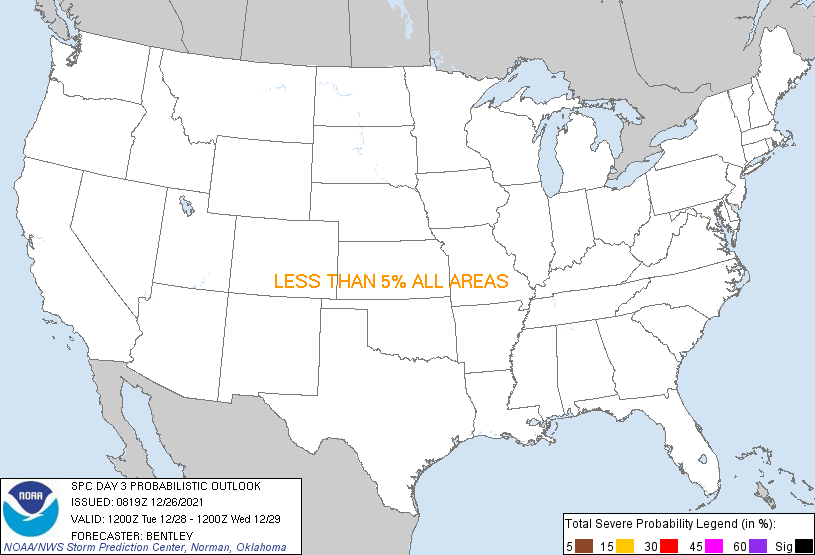 LESS THAN 5% ALL AREAS
NOAA
SPC DAY 3 PROBABILISTIC OUTLOOK
ISSUED: 0819Z 12/26/2021
VALID: 1200Z Tue 12/28 - 1200Z Wed 12/29
FORECASTER: BENTLEY
NOAA/NWS Storm Prediction Center, Norman, Oklahoma
Total Severe Probability Legend (in %):
5 15 30 45 60 Sig